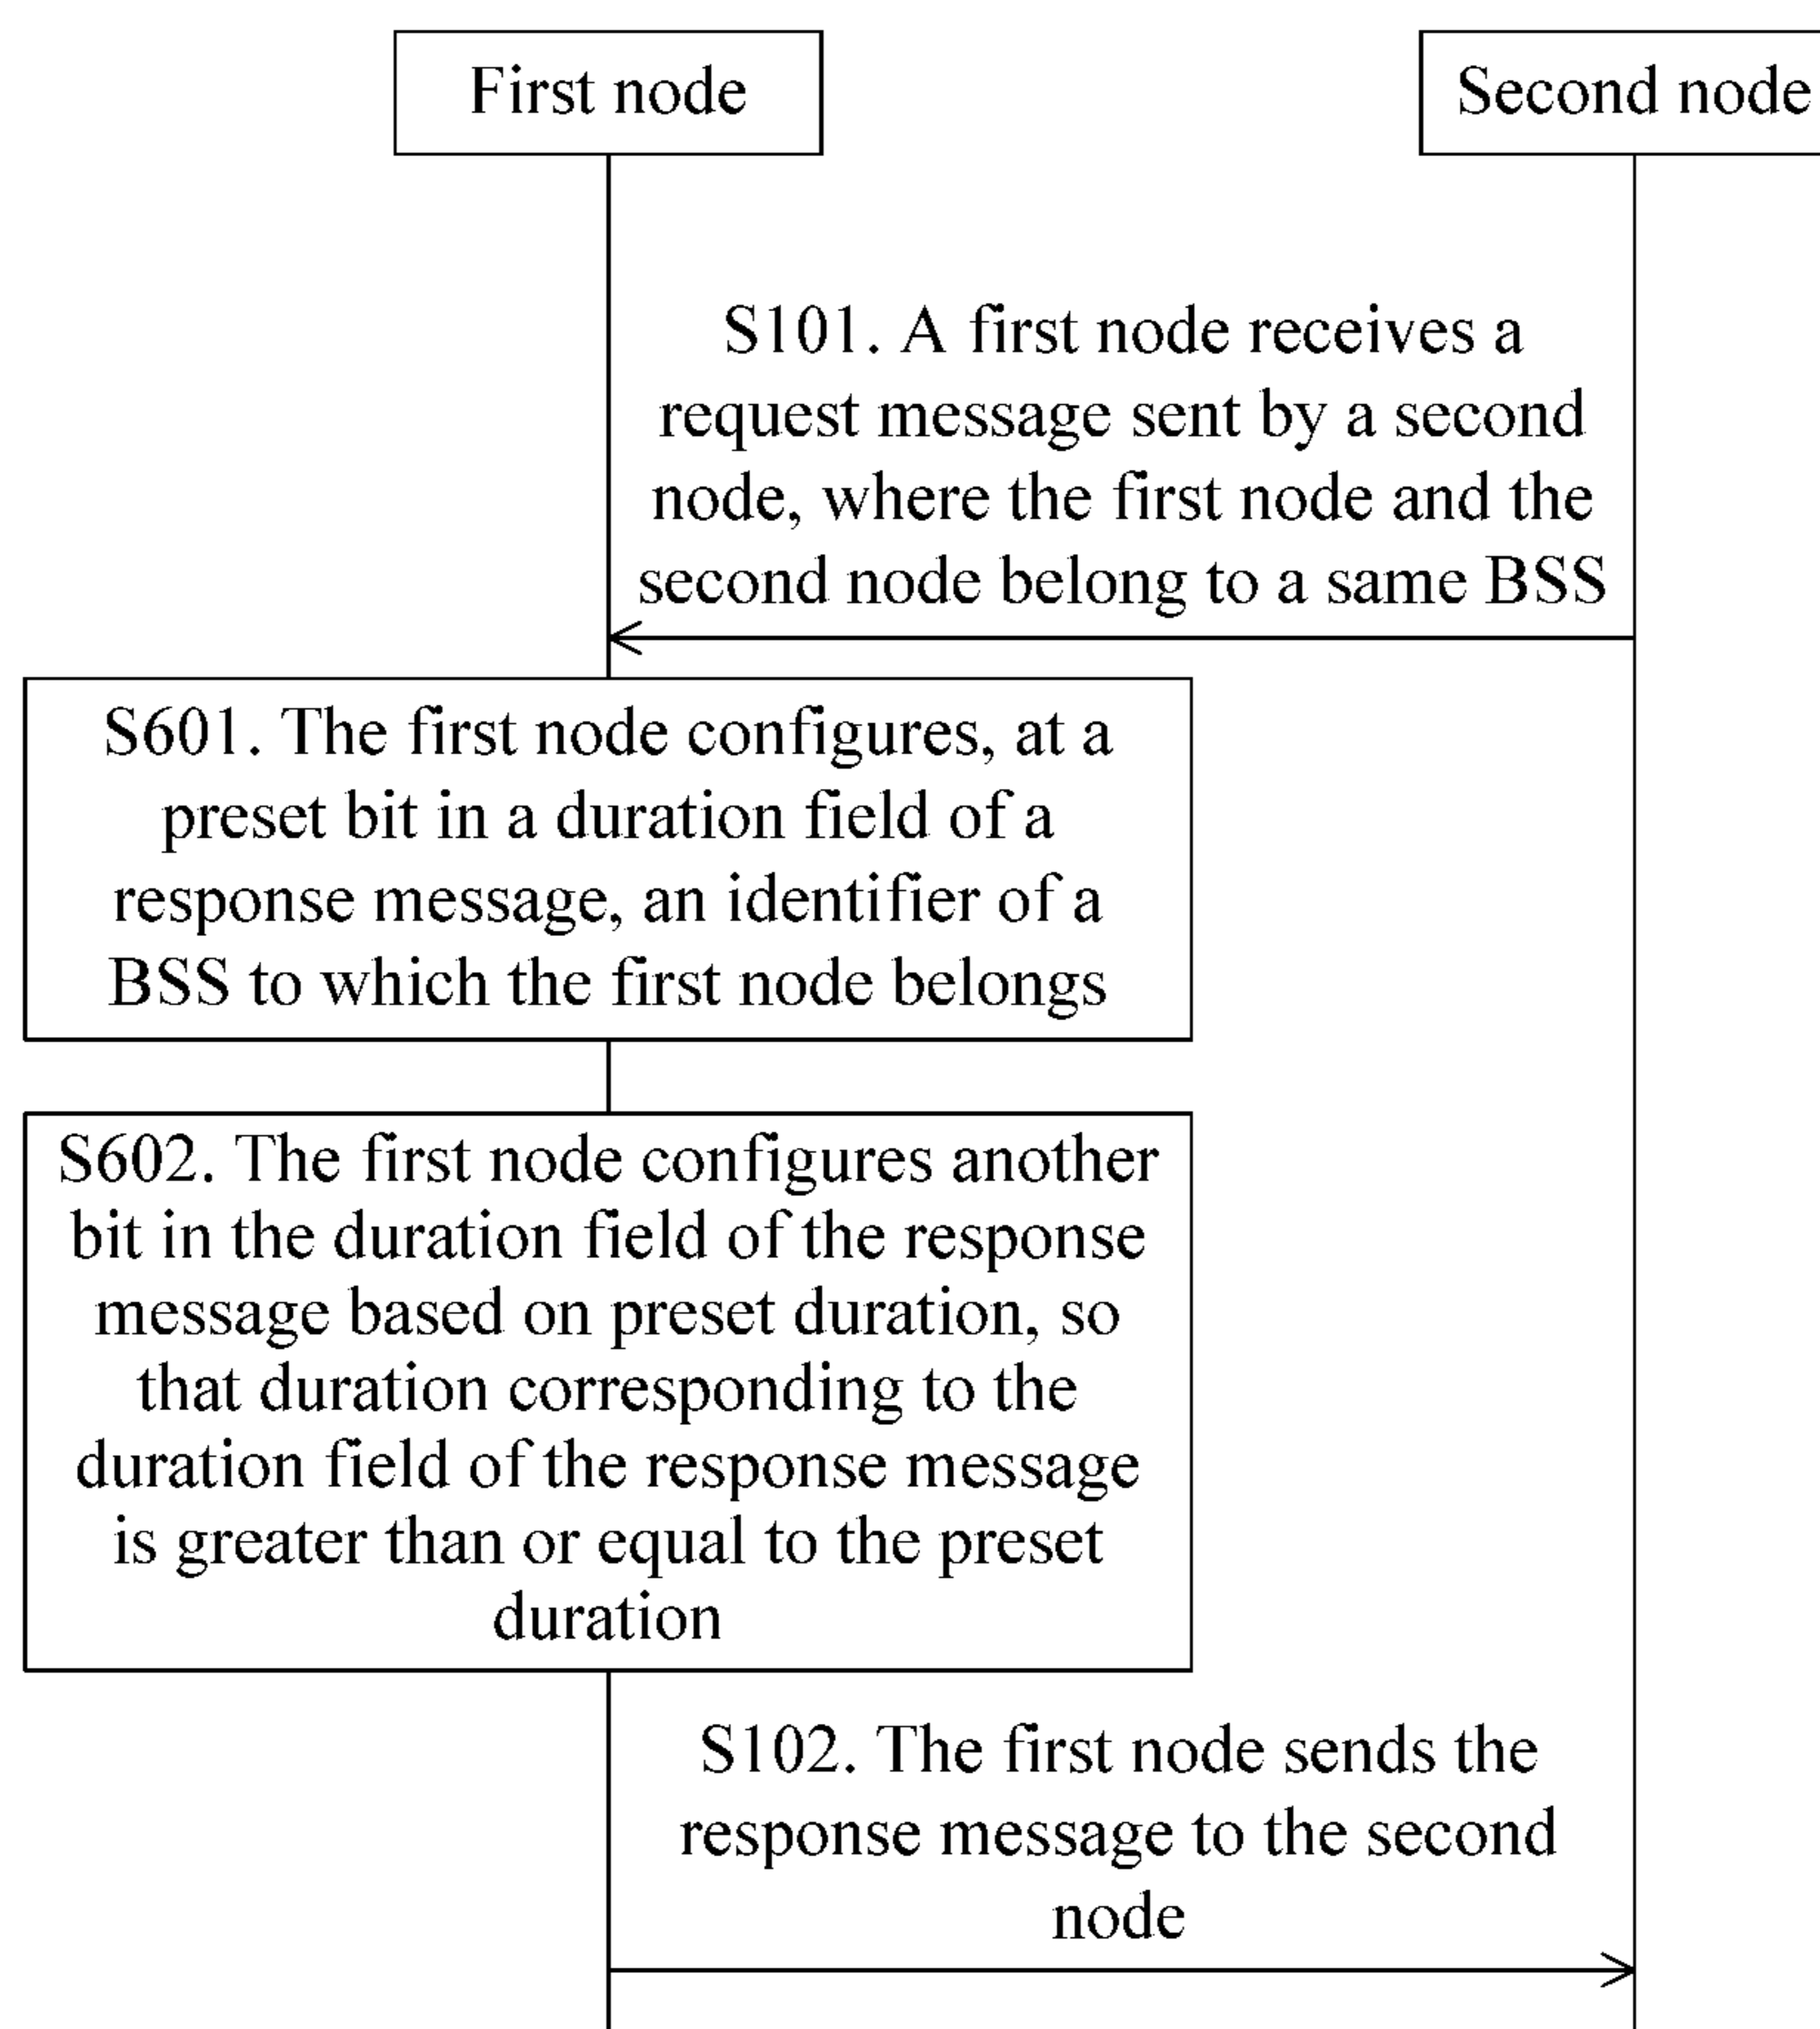 First node
Second node
S101. A first node receives a
request message sent by a second
node, where the first node and the
second node belong to a same BSS
S601. The first node configures, at a
preset bit in a duration field of a
response message, an identifier of a
BSS to which the first node belongs
S602. The first node configures another
bit in the duration field of the response
message based on preset duration, so
that duration corresponding to the
duration field of the response message
is greater than or equal to the preset
duration
S102. The first node sends the
response message to the second
node